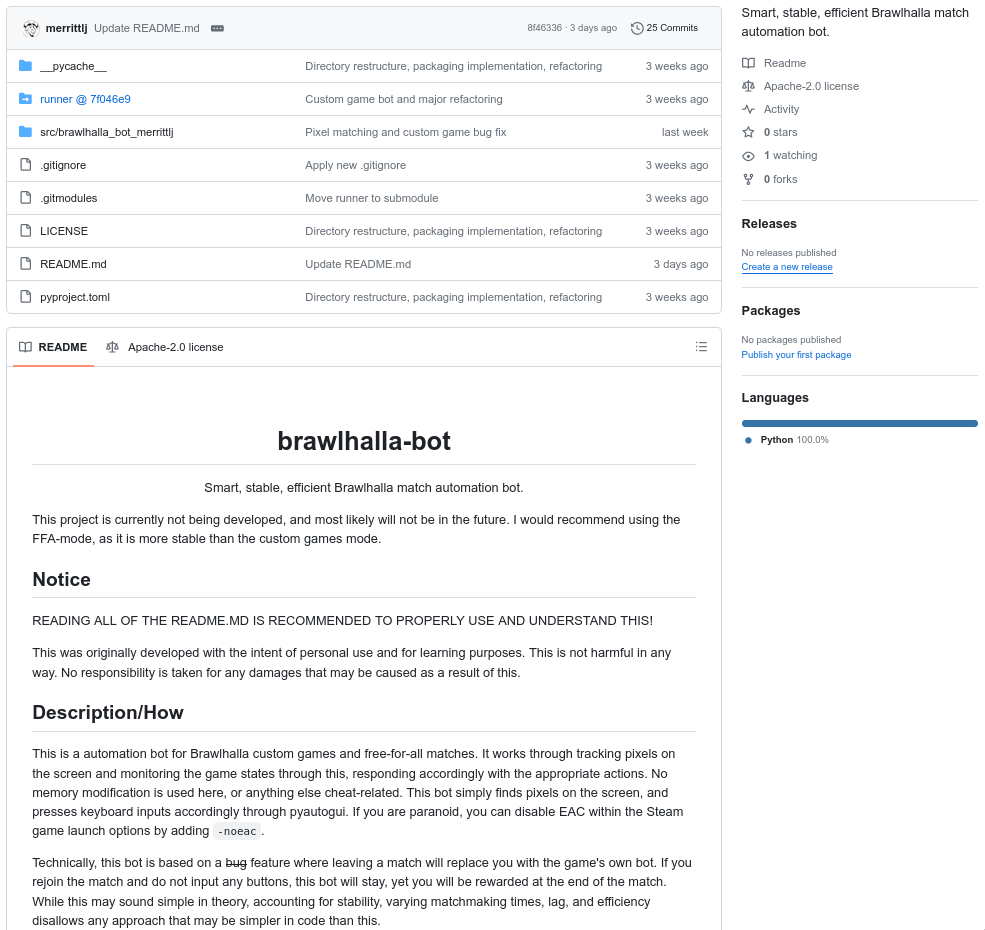 merrittlj Update README.md 8f46336 · 3 days ago 25 Commits
__pycache__ Directory restructure, packaging implementation, refactoring 3 weeks ago
runner @ 7f046e9 Custom game bot and major refactoring 3 weeks ago
src/brawlhalla_bot_merrittlj Pixel matching and custom game bug fix last week
.gitignore Apply new .gitignore 3 weeks ago
.gitmodules Move runner to submodule 3 weeks ago
LICENSE Directory restructure, packaging implementation, refactoring 3 weeks ago
README.md Update README.md 3 days ago
pyproject.toml Directory restructure, packaging implementation, refactoring 3 weeks ago
README Apache-2.0 license
brawlhalla-bot
Smart, stable, efficient Brawlhalla match automation bot.
This project is currently not being developed, and most likely will not be in the future. I would recommend using the
FFA-mode, as it is more stable than the custom games mode.
Notice
READING ALL OF THE README.MD IS RECOMMENDED TO PROPERLY USE AND UNDERSTAND THIS!
This was originally developed with the intent of personal use and for learning purposes. This is not harmful in any
way. No responsibility is taken for any damages that may be caused as a result of this.
Description/How
This is a automation bot for Brawlhalla custom games and free-for-all matches. It works through tracking pixels on
the screen and monitoring the game states through this, responding accordingly with the appropriate actions. No
memory modification is used here, or anything else cheat-related. This bot simply finds pixels on the screen, and
presses keyboard inputs accordingly through pyautogui. If you are paranoid, you can disable EAC within the Steam
game launch options by adding -noeac .
Technically, this bot is based on a bug feature where leaving a match will replace you with the game's own bot. If you
rejoin the match and do not input any buttons, this bot will stay, yet you will be rewarded at the end of the match.
While this may sound simple in theory, accounting for stability, varying matchmaking times, lag, and efficiency
disallows any approach that may be simpler in code than this.
Smart, stable, efficient Brawlhalla match
automation bot.
Readme
Apache-2.0 license
Activity
0 stars
1 watching
0 forks
Releases
No releases published
Create a new release
Packages
No packages published
Publish your first package
Languages
Python 100.0%